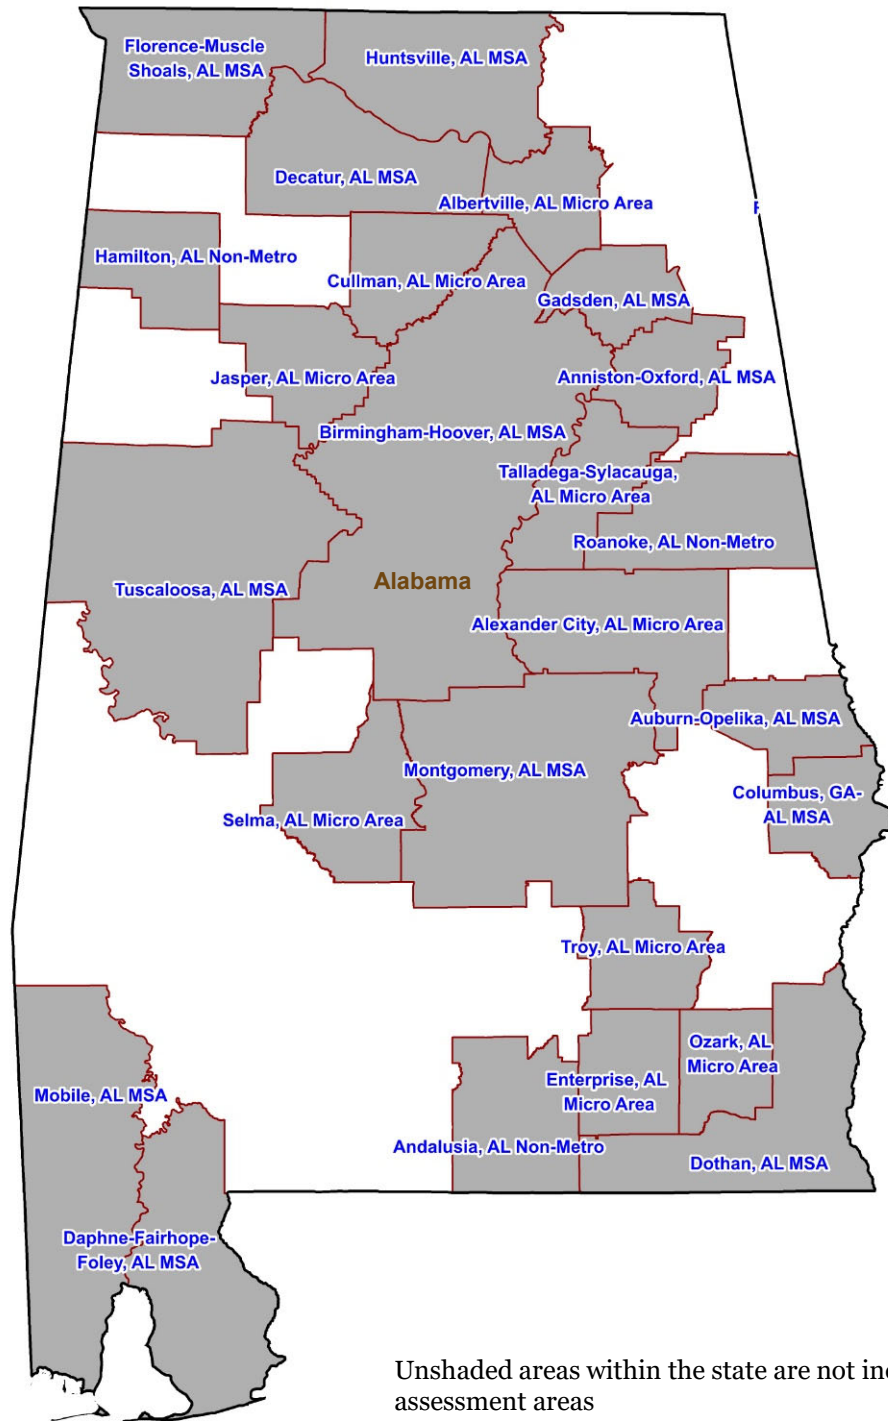 Florence-Muscle
Shoals, AL MSA
Huntsville, AL MSA
Decatur, AL MSA
Albertville, AL Micro Area
Hamilton, AL Non-Metro
Cullman, AL Micro Area
Gadsden, AL MSA
Jasper, AL Micro Area
Anniston-Oxford, AL MSA
Birmingham-Hoover, AL MSA
Talladega-Sylacauga,
AL Micro Area
Roanoke, AL Non-Metro
Alabama
Tuscaloosa, AL MSA
Alexander City, AL Micro Area
Auburn-Opelika, AL MSA
Montgomery, AL MSA
Columbus, GA-
AL MSA
Selma, AL Micro Area
Troy, AL Micro Area
Ozark, AL
Micro Area
Enterprise, AL
Micro Area
Mobile, AL MSA
Andalusia, AL Non-Metro
Dothan, AL MSA
Daphne-Fairhope-
Foley, AL MSA
Unshaded areas within the state are not
assessment areas